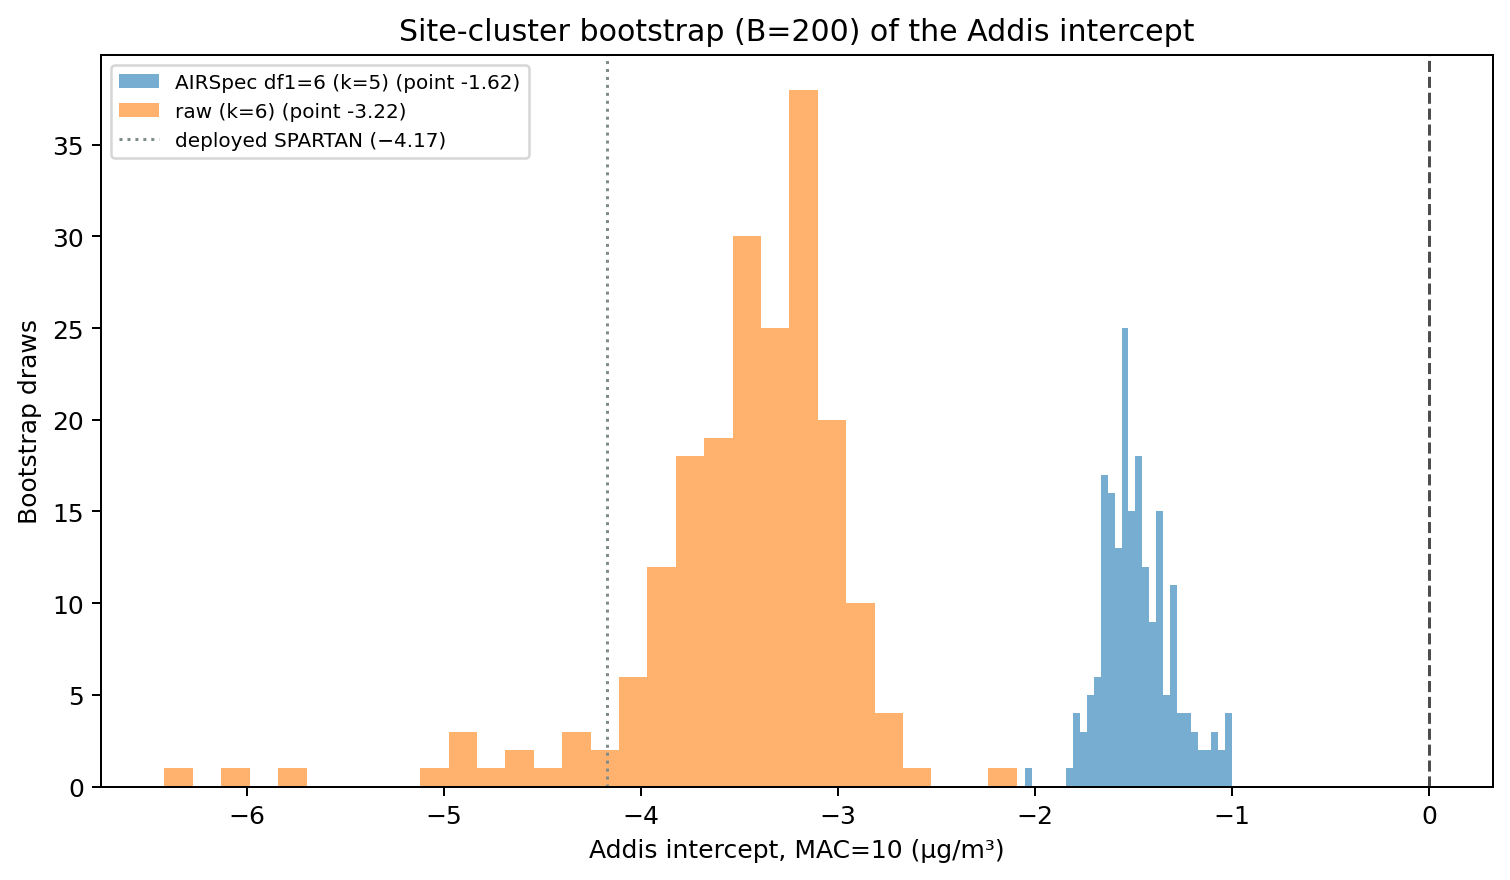 Site-cluster bootstrap (B=200) of the Addis intercept
AIRSpec df1=6 (k=5) (point -1.62)
raw (k=6) (point -3.22)
deployed SPARTAN (−4.17)
Bootstrap draws
35
30
25
20
15
10
5
0
−6
−5
−4
−3
−2
−1
0
Addis intercept, MAC=10 (μg/m³)